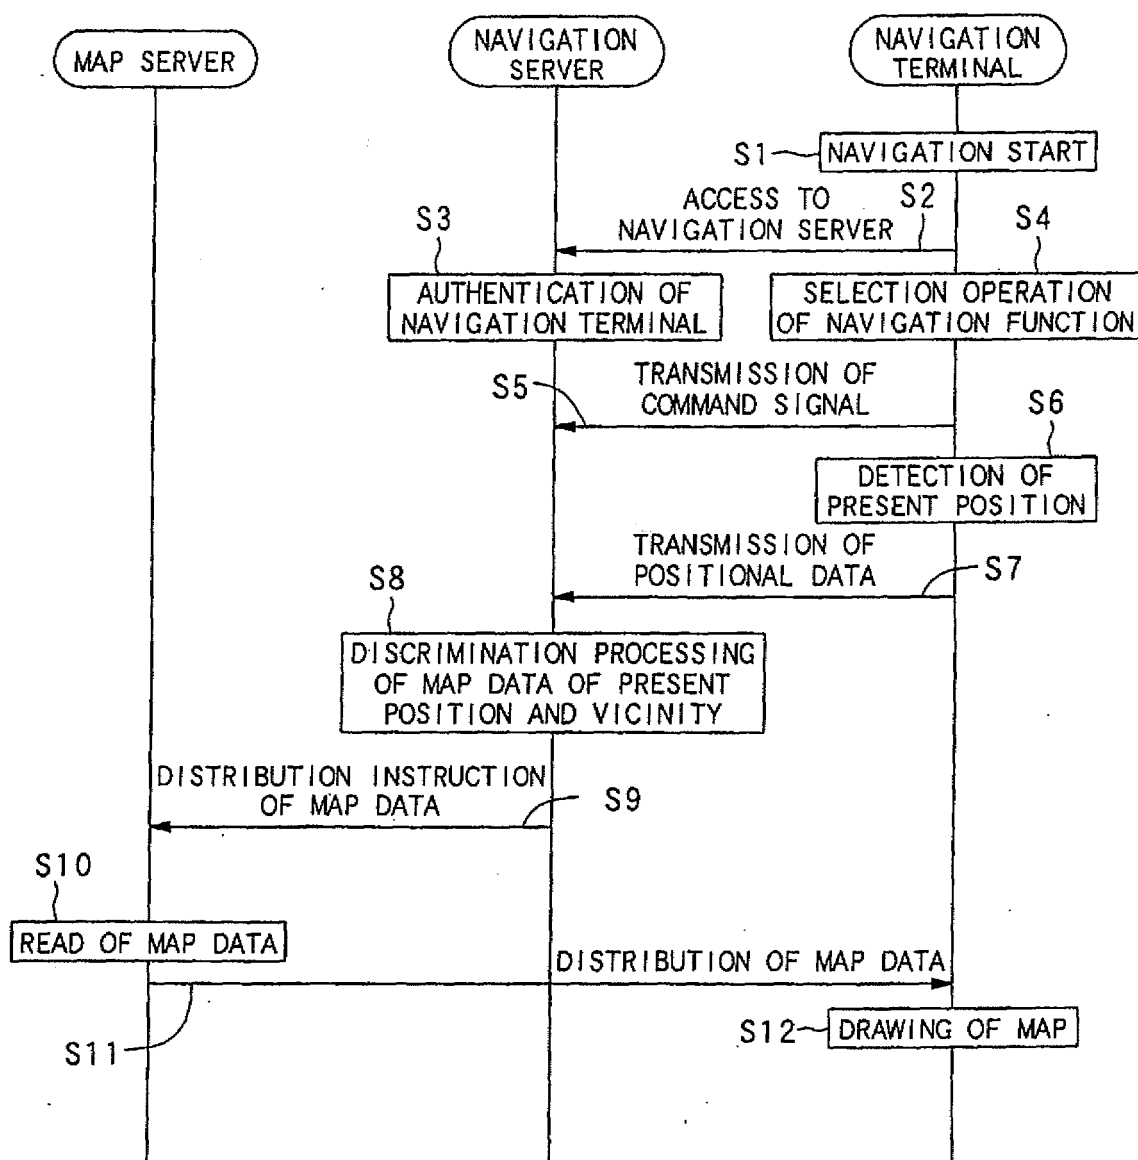 MAP SERVER
NAVIGATION
SERVER
NAVIGATION
TERMINAL
S1
NAVIGATION START
ACCESS TO
NAVIGATION SERVER
S2
S3
S4
AUTHENTICATION OF
NAVIGATION TERMINAL
SELECTION OPERATION
OF NAVIGATION FUNCTION
S5
TRANSMISSION OF
COMMAND SIGNAL
S6
DETECTION OF
PRESENT POSITION
TRANSMISSION OF
POSITIONAL DATA
S7
S8
DISCRIMINATION PROCESSING
OF MAP DATA OF PRESENT
POSITION AND VICINITY
DISTRIBUTION INSTRUCTION
OF MAP DATA
S9
S10
READ OF MAP DATA
DISTRIBUTION OF MAP DATA
S11
S12
DRAWING OF MAP